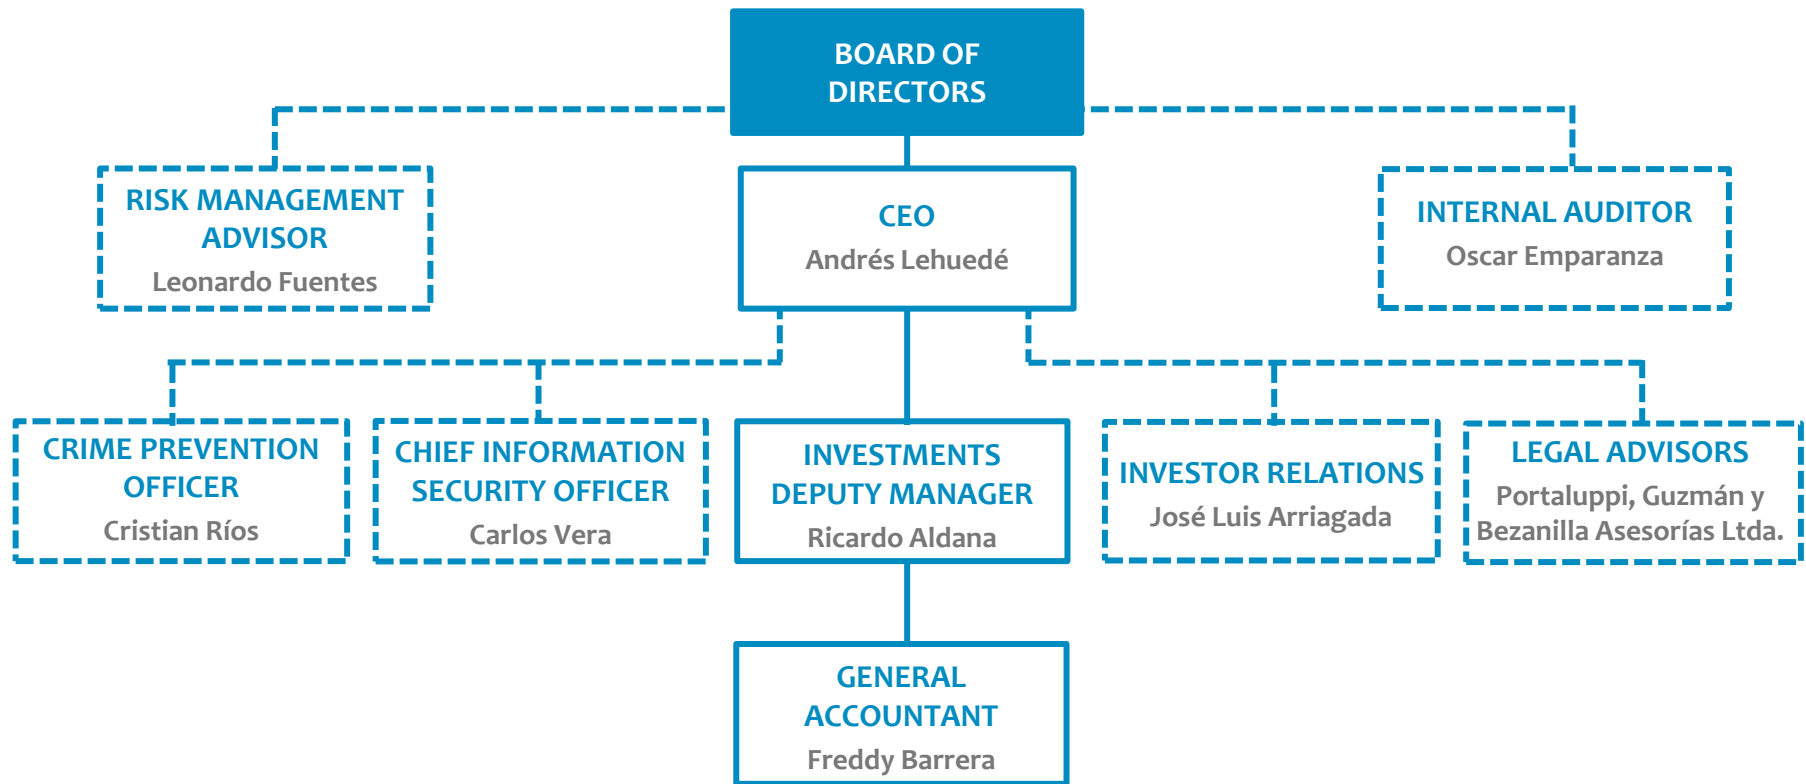 BOARD OF
DIRECTORS
RISK MANAGEMENT
ADVISOR
Leonardo Fuentes
CEO
Andrés Lehuedé
INTERNAL AUDITOR
Oscar Emparanza
CRIME PREVENTION
OFFICER
Cristian Ríos
CHIEF INFORMATION
SECURITY OFFICER
Carlos Vera
INVESTMENTS
DEPUTY MANAGER
Ricardo Aldana
INVESTOR RELATIONS
José Luis Arriagada
LEGAL ADVISORS
Portaluppi, Guzmán y
Bezanilla Asesorías Ltda.
GENERAL
ACCOUNTANT
Freddy Barrera